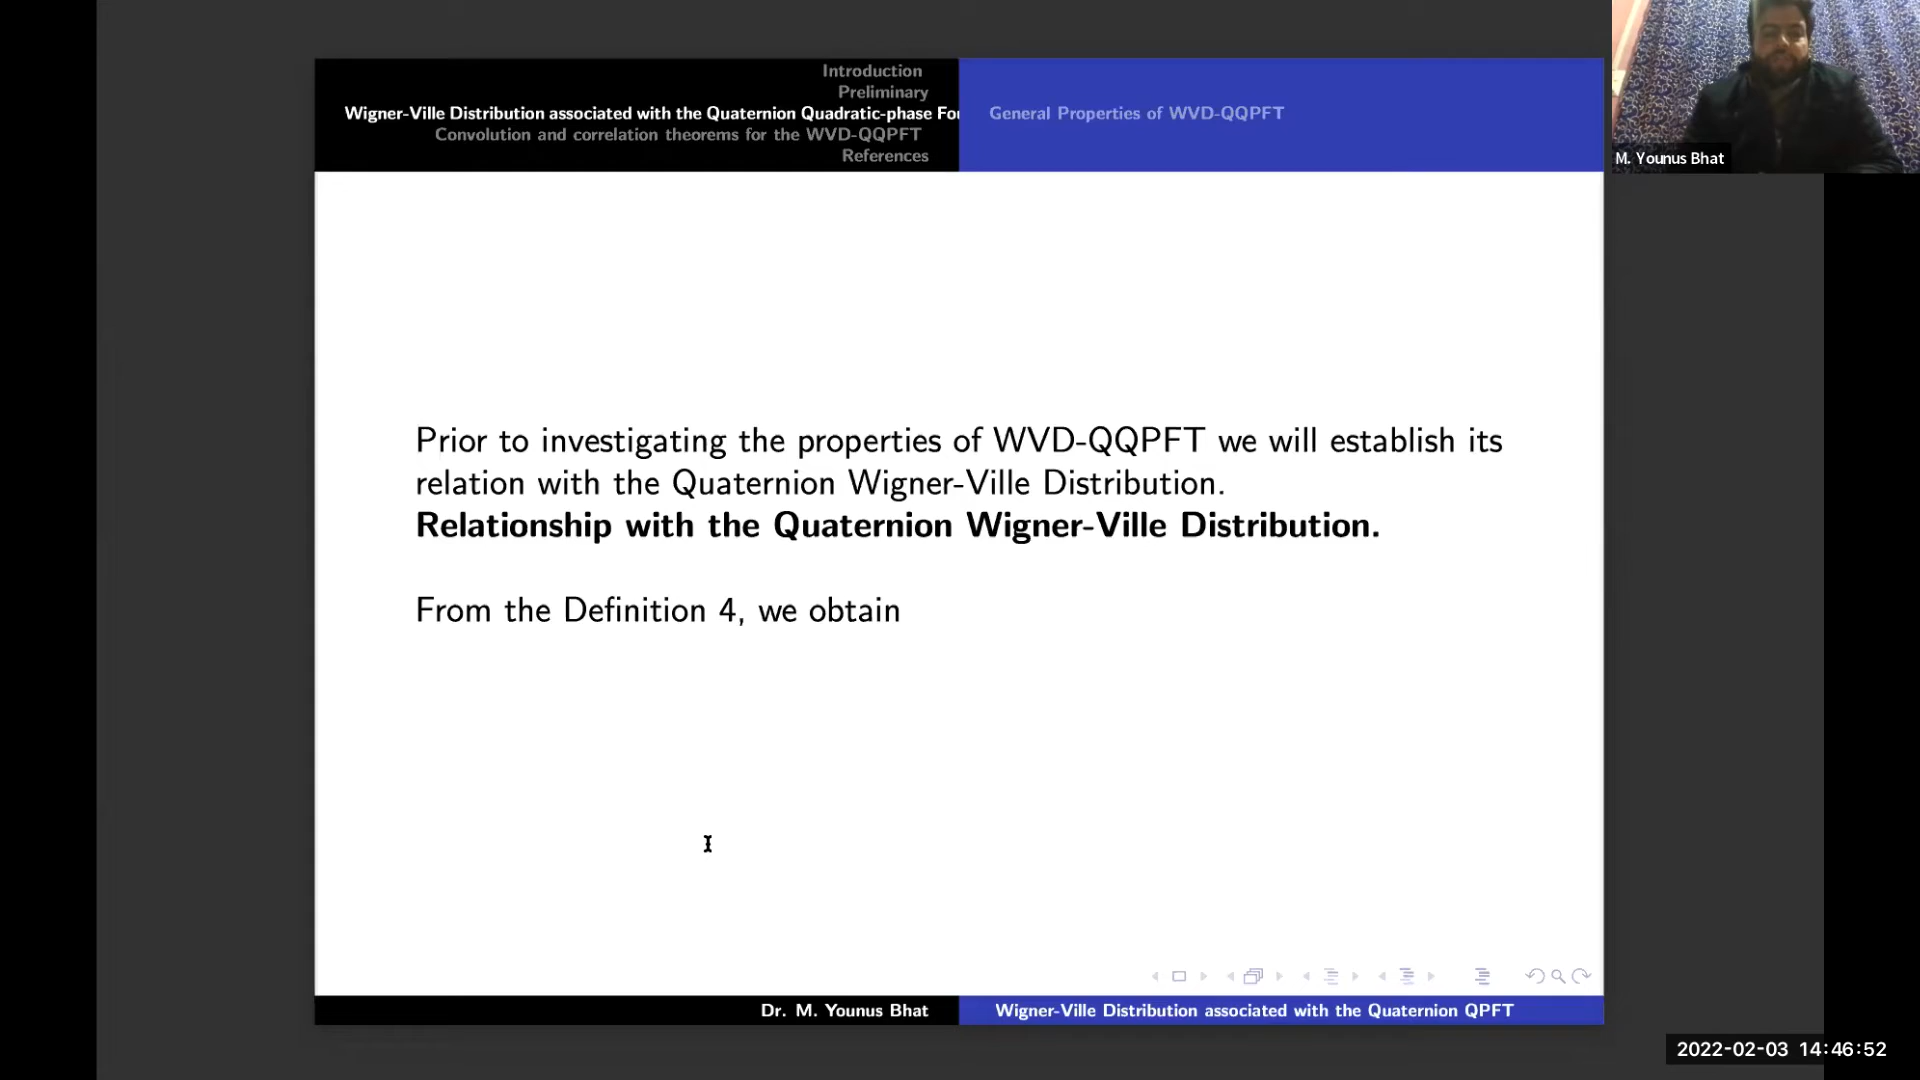 Introduction
Preliminary
Wigner-Ville Distribution associated with the Quaternion Quadratic-phase Fou
Convolution and correlation theorems for the WVD-QQPFT
References
General Properties of WVD-QQPFT
M. Younus Bhat
Prior to investigating the properties of WVD-QQPFT we will establish its
relation with the Quaternion Wigner-Ville Distribution.
Relationship with the Quaternion Wigner-Ville Distribution.
From the Definition 4, we obtain
Dr. M. Younus Bhat
Wigner-Ville Distribution associated with the Quaternion QPFT
2022-02-03 14:46:52